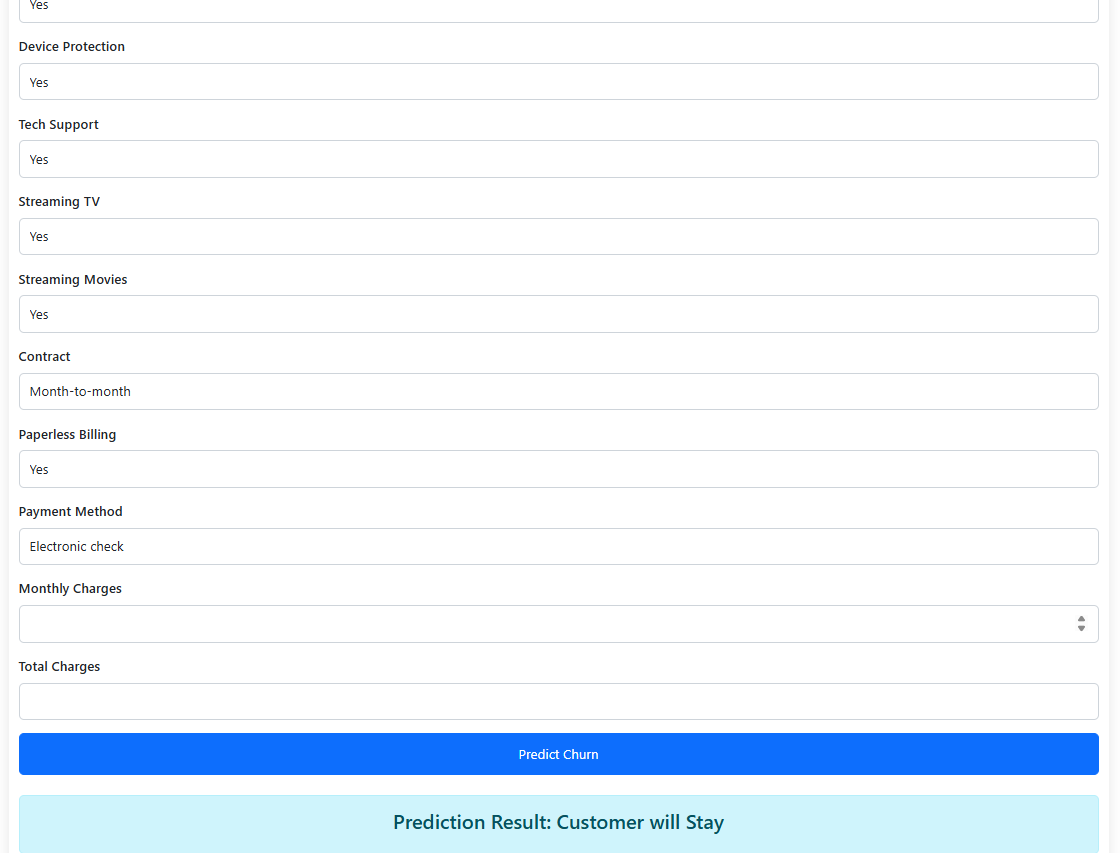 Yes
Device Protection
Yes
Tech Support
Yes
Streaming TV
Yes
Streaming Movies
Yes
Contract
Month-to-month
Paperless Billing
Yes
Payment Method
Electronic check
Monthly Charges
Total Charges
Predict Churn
Prediction Result: Customer will Stay